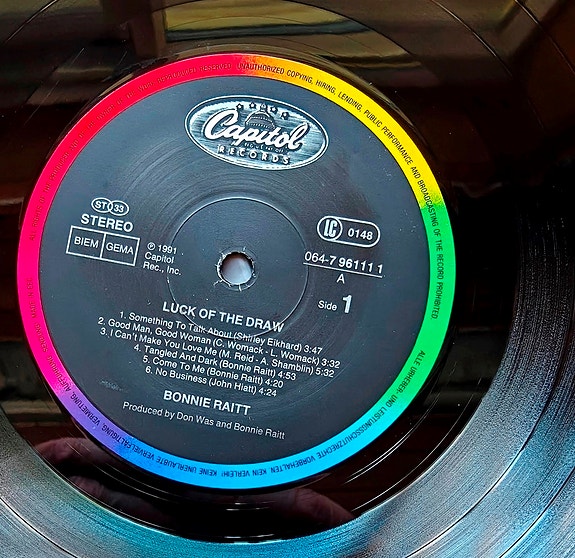 Capitol
RECORDS
ST 33
STEREO
BIEM GEMA
℗ 1991
Capitol
Rec., Inc.
LC 0148
064-7 96111 1
A
Side 1
LUCK OF THE DRAW
1. Something To Talk About (Shirley Eikhard) 3:47
2. Good Man, Good Woman (C. Womack - L. Womack) 3:32
3. I Can't Make You Love Me (M. Reid - A. Shamblin) 5:32
4. Tangled And Dark (Bonnie Raitt) 4:53
5. Come To Me (Bonnie Raitt) 4:20
6. No Business (John Hiatt) 4:24
BONNIE RAITT
Produced by Don Was and Bonnie Raitt
RESERVED. UNAUTHORIZED COPYING, HIRING, LENDING, PUBLIC PERFORMANCE AND BROADCASTING OF THE RECORD PROHIBITED
ALLE URHEBER- UND LEISTUNGSSCHUTZRECHTE VORBEHALTEN. KEIN VERLEIH! KEINE UNERLAUBTE VERVIELFÄLTIGUNG, VERMIETUNG, AUFFÜHRUNG